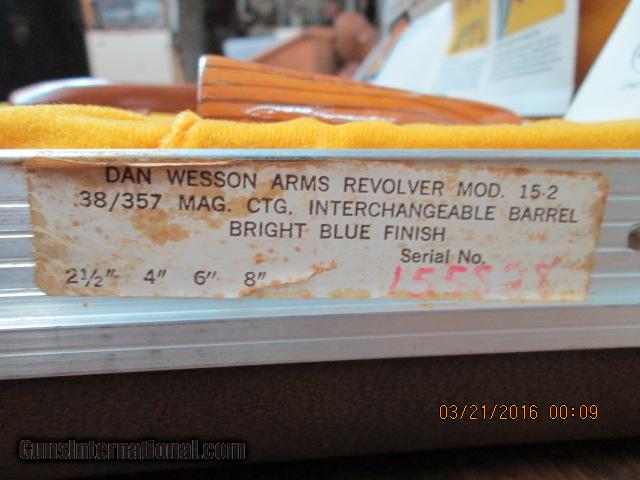 DAN WESSON ARMS REVOLVER MOD. 15-2
.38/357 MAG. CTG. INTERCHANGEABLE BARREL
BRIGHT BLUE FINISH
Serial No.
2½" 4" 6" 8"
03/21/2016 00:09
GunsInternational.com